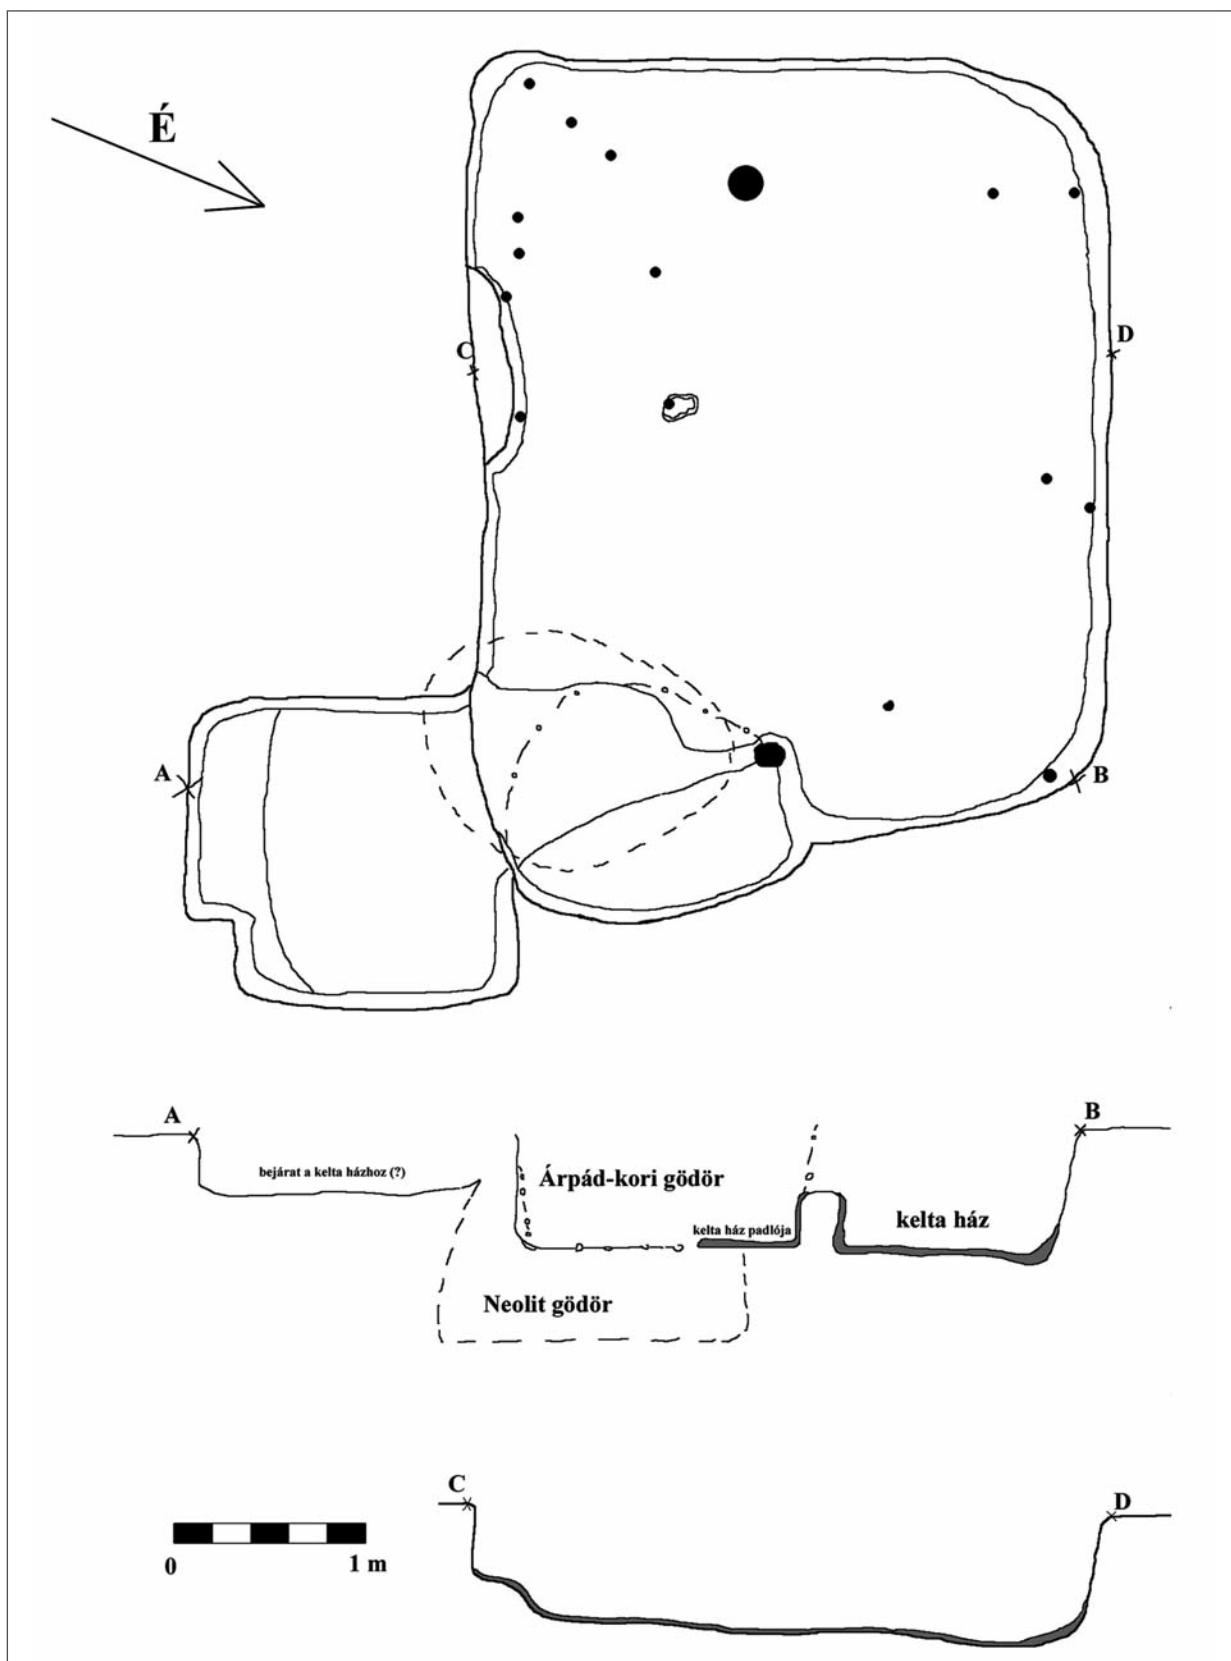 É
C
D
A
B
A
B
bejárat a kelta házhoz (?)
Árpád-kori gödör
kelta ház padlója
kelta ház
Neolit gödör
C
D
0
1 m